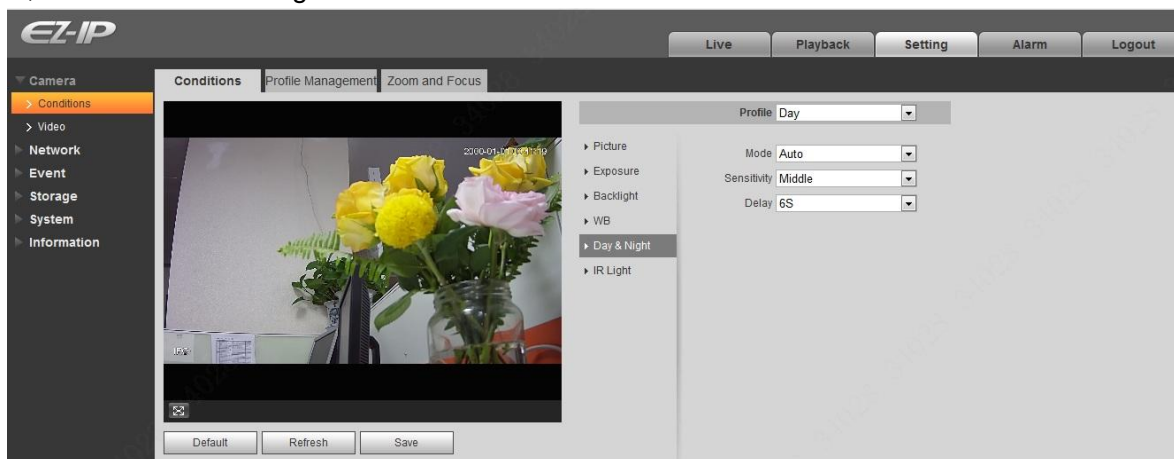 EZ-IP
Live Playback Setting Alarm Logout
Camera
Conditions
Video
Network
Event
Storage
System
Information
Conditions Profile Management Zoom and Focus
Profile Day
Picture
Exposure
Backlight
WB
Day & Night
IR Light
Mode Auto
Sensitivity Middle
Delay 6S
Default Refresh Save